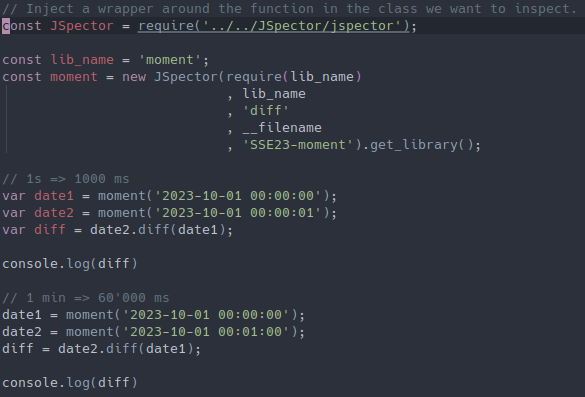 // Inject a wrapper around the function in the class we want to inspect.
const JSpector = require('../../JSpector/jspector');
const lib_name = 'moment';
const moment = new JSpector(require(lib_name)
, lib_name
, 'diff'
, __filename
, 'SSE23-moment').get_library();
// 1s => 1000 ms
var date1 = moment('2023-10-01 00:00:00');
var date2 = moment('2023-10-01 00:00:01');
var diff = date2.diff(date1);
console.log(diff)
// 1 min => 60'000 ms
date1 = moment('2023-10-01 00:00:00');
date2 = moment('2023-10-01 00:01:00');
diff = date2.diff(date1);
console.log(diff)